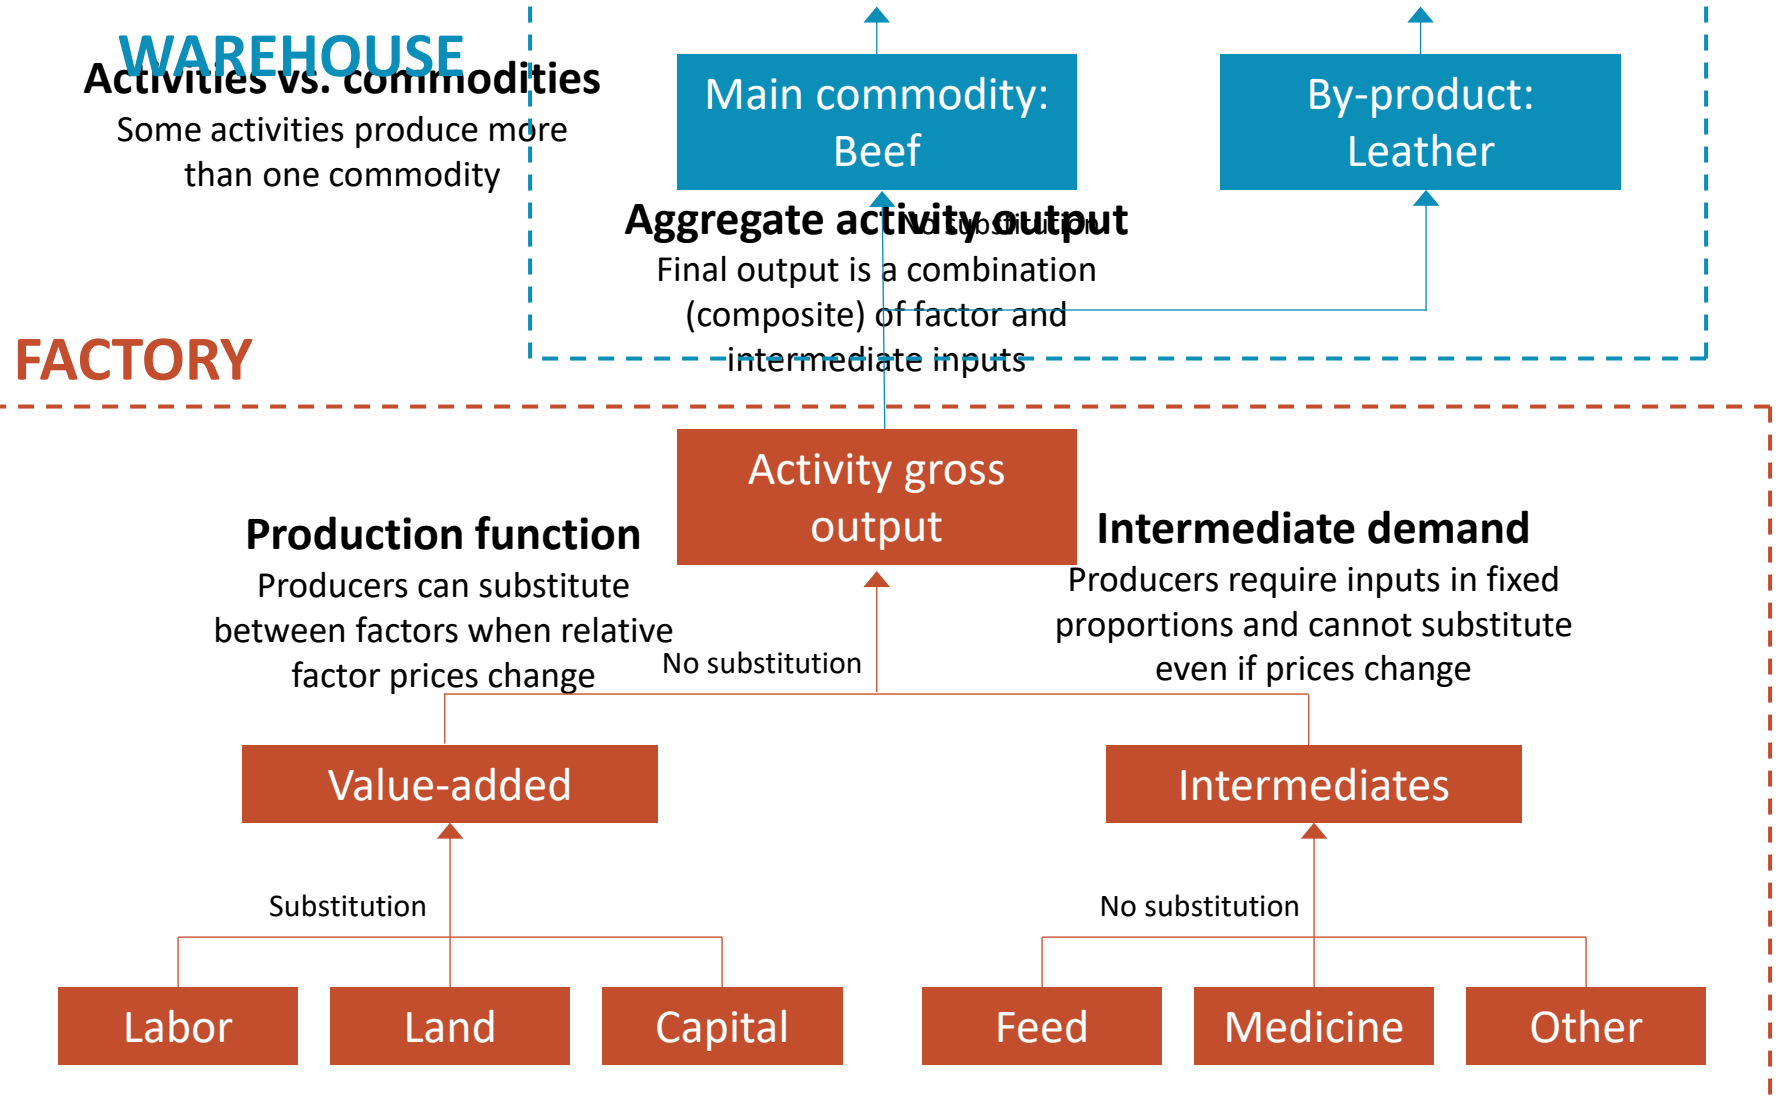 WAREHOUSE
Activities vs. commodities
Some activities produce more
than one commodity
Main commodity:
Beef
By-product:
Leather
Aggregate activity output
No substitution
Final output is a combination
(composite) of factor and
intermediate inputs
FACTORY
Activity gross
output
Production function
Producers can substitute
between factors when relative
factor prices change
Intermediate demand
Producers require inputs in fixed
proportions and cannot substitute
even if prices change
No substitution
Value-added
Intermediates
Substitution
No substitution
Labor
Land
Capital
Feed
Medicine
Other